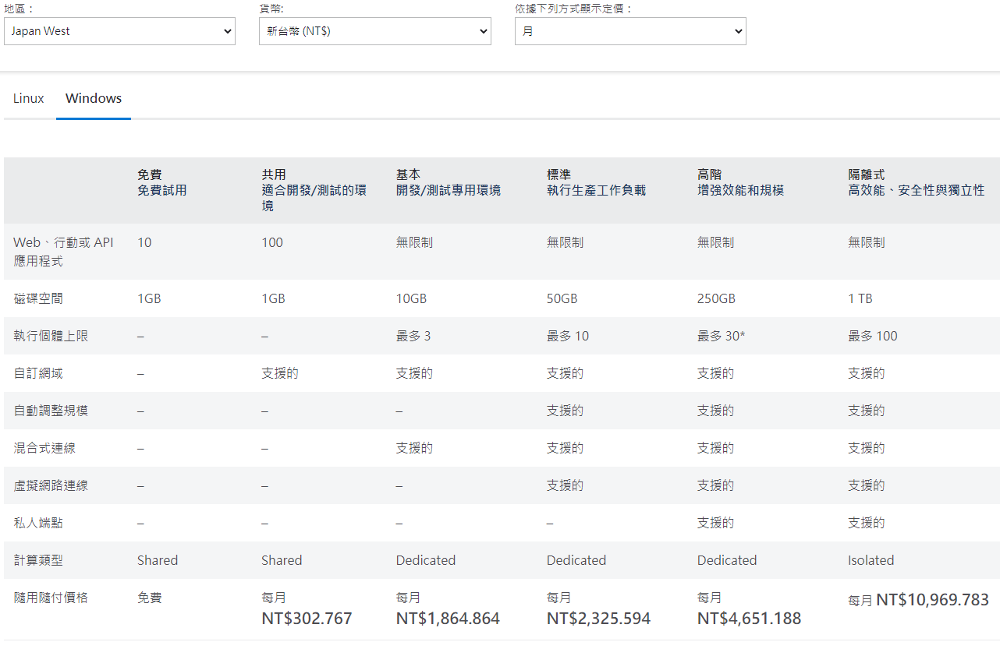 地區：
貨幣:
依據下列方式顯示定價：
Japan West
新台幣 (NT$)
月
Linux
Windows
免費
免費試用
共用
適合開發/測試的環
境
基本
開發/測試專用環境
標準
執行生產工作負載
高階
增強效能和規模
隔離式
高效能、安全性與獨立性
Web、行動或 API
應用程式
10
100
無限制
無限制
無限制
無限制
磁碟空間
1GB
1GB
10GB
50GB
250GB
1 TB
執行個體上限
–
–
最多 3
最多 10
最多 30*
最多 100
自訂網域
–
支援的
支援的
支援的
支援的
支援的
自動調整規模
–
–
–
支援的
支援的
支援的
混合式連線
–
–
支援的
支援的
支援的
支援的
虛擬網路連線
–
–
–
支援的
支援的
支援的
私人端點
–
–
–
–
支援的
支援的
計算類型
Shared
Shared
Dedicated
Dedicated
Dedicated
Isolated
隨用隨付價格
免費
每月
NT$302.767
每月
NT$1,864.864
每月
NT$2,325.594
每月
NT$4,651.188
每月 NT$10,969.783